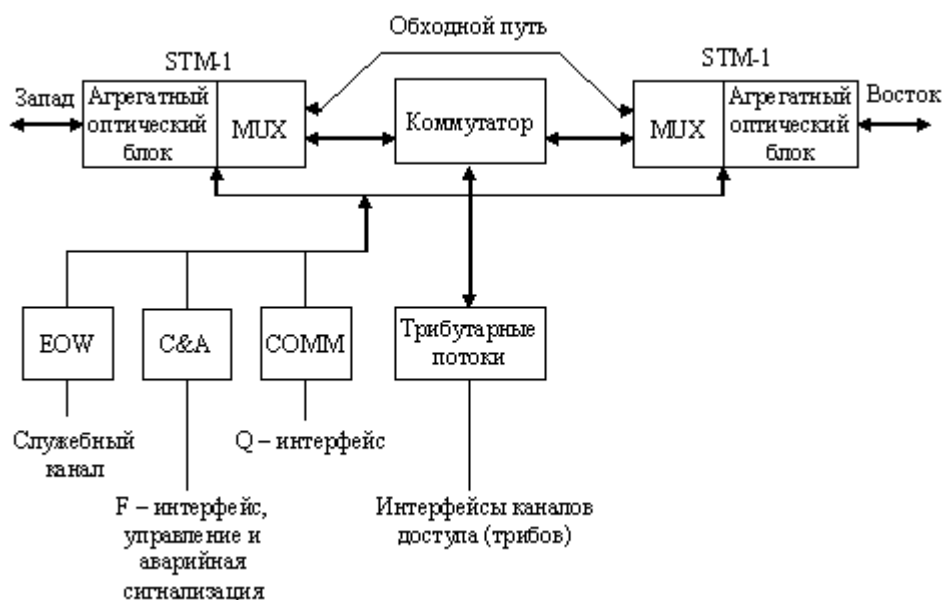 Обходной путь
STM-1
STM-1
Запад
Агрегатный
оптический
блок
MUX
Коммутатор
MUX
Агрегатный
оптический
блок
Восток
EOW
C&A
COMM
Трибутарные
потоки
Служебный
канал
Q – интерфейс
F – интерфейс,
управление и
аварийная
сигнализация
Интерфейсы каналов
доступа (трибов)